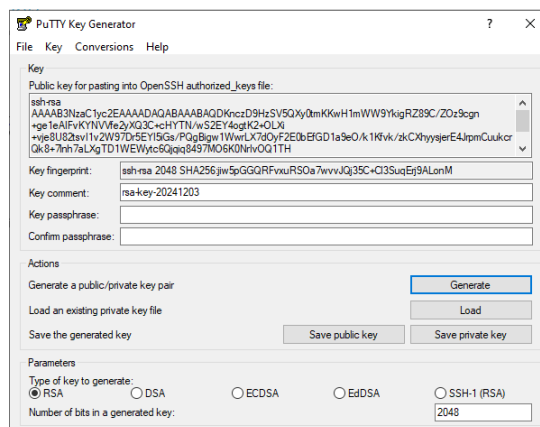 PuTTY Key Generator
File Key Conversions Help
Key
Public key for pasting into OpenSSH authorized_keys file:
ssh-rsa
AAAAB3NzaC1yc2EAAAADAQABAAABAQDKnczD9HzSV5QXy0tmKKwH1mWW9YkigRZ89C/ZOz9cgn
+ge1eAIFvKYNVVfe2yXQ3C+cHYTN/wS2EY4ogtK2+OLXi
+vje8U82tsvI1v2W97Dr5EYI5iGs/PQgBigw1WwrLX7dOyF2E0bEfGD1a9eO/k1Kfvk/zkCXhyysjerE4JrpmCuukcr
Qk8+7lnh7aLXgTD1WEWytc6Qjqiq8497MO6K0NrIvOQ1TH
Key fingerprint: ssh-rsa 2048 SHA256:jiw5pGGQRFvxuRSOa7wvvJQj35C+Cl3SuqErj9ALonM
Key comment: rsa-key-20241203
Key passphrase:
Confirm passphrase:
Actions
Generate a public/private key pair Generate
Load an existing private key file Load
Save the generated key Save public key Save private key
Parameters
Type of key to generate:
RSA DSA ECDSA EdDSA SSH-1 (RSA)
Number of bits in a generated key: 2048